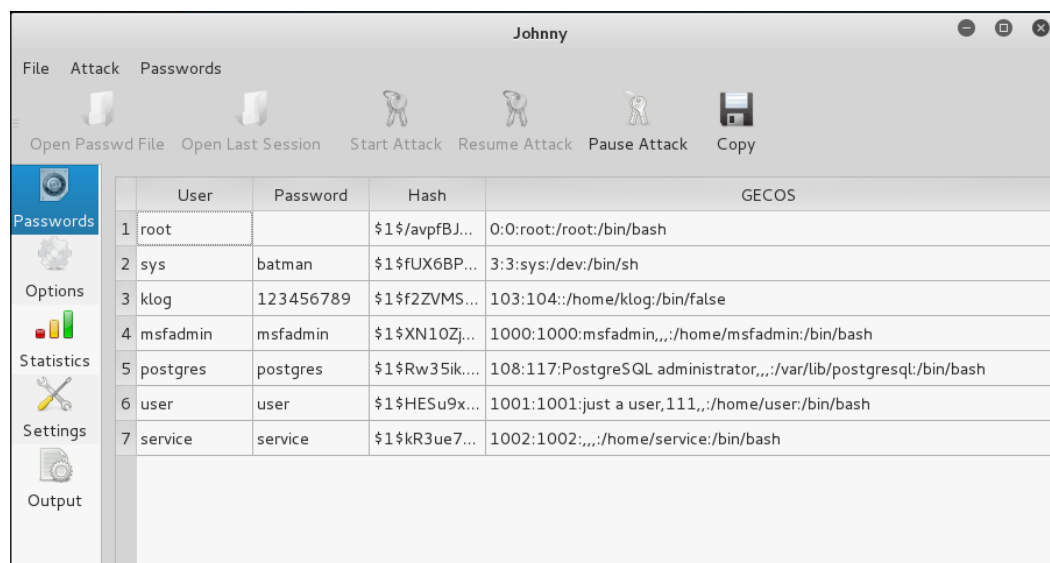 Johnny
File Attack Passwords
Open Passwd File Open Last Session Start Attack Resume Attack Pause Attack Copy
Passwords
Options
Statistics
Settings
Output
User Password Hash GECOS
1 root $1$/avpfBJ... 0:0:root:/root:/bin/bash
2 sys batman $1$fUX6BP... 3:3:sys:/dev:/bin/sh
3 klog 123456789 $1$f2ZVMS... 103:104::/home/klog:/bin/false
4 msfadmin msfadmin $1$XN10Zj... 1000:1000:msfadmin,,,:/home/msfadmin:/bin/bash
5 postgres postgres $1$Rw35ik... 108:117:PostgreSQL administrator,,,:/var/lib/postgresql:/bin/bash
6 user user $1$HESu9x... 1001:1001:just a user,111,,:/home/user:/bin/bash
7 service service $1$kR3ue7... 1002:1002:,,,:/home/service:/bin/bash